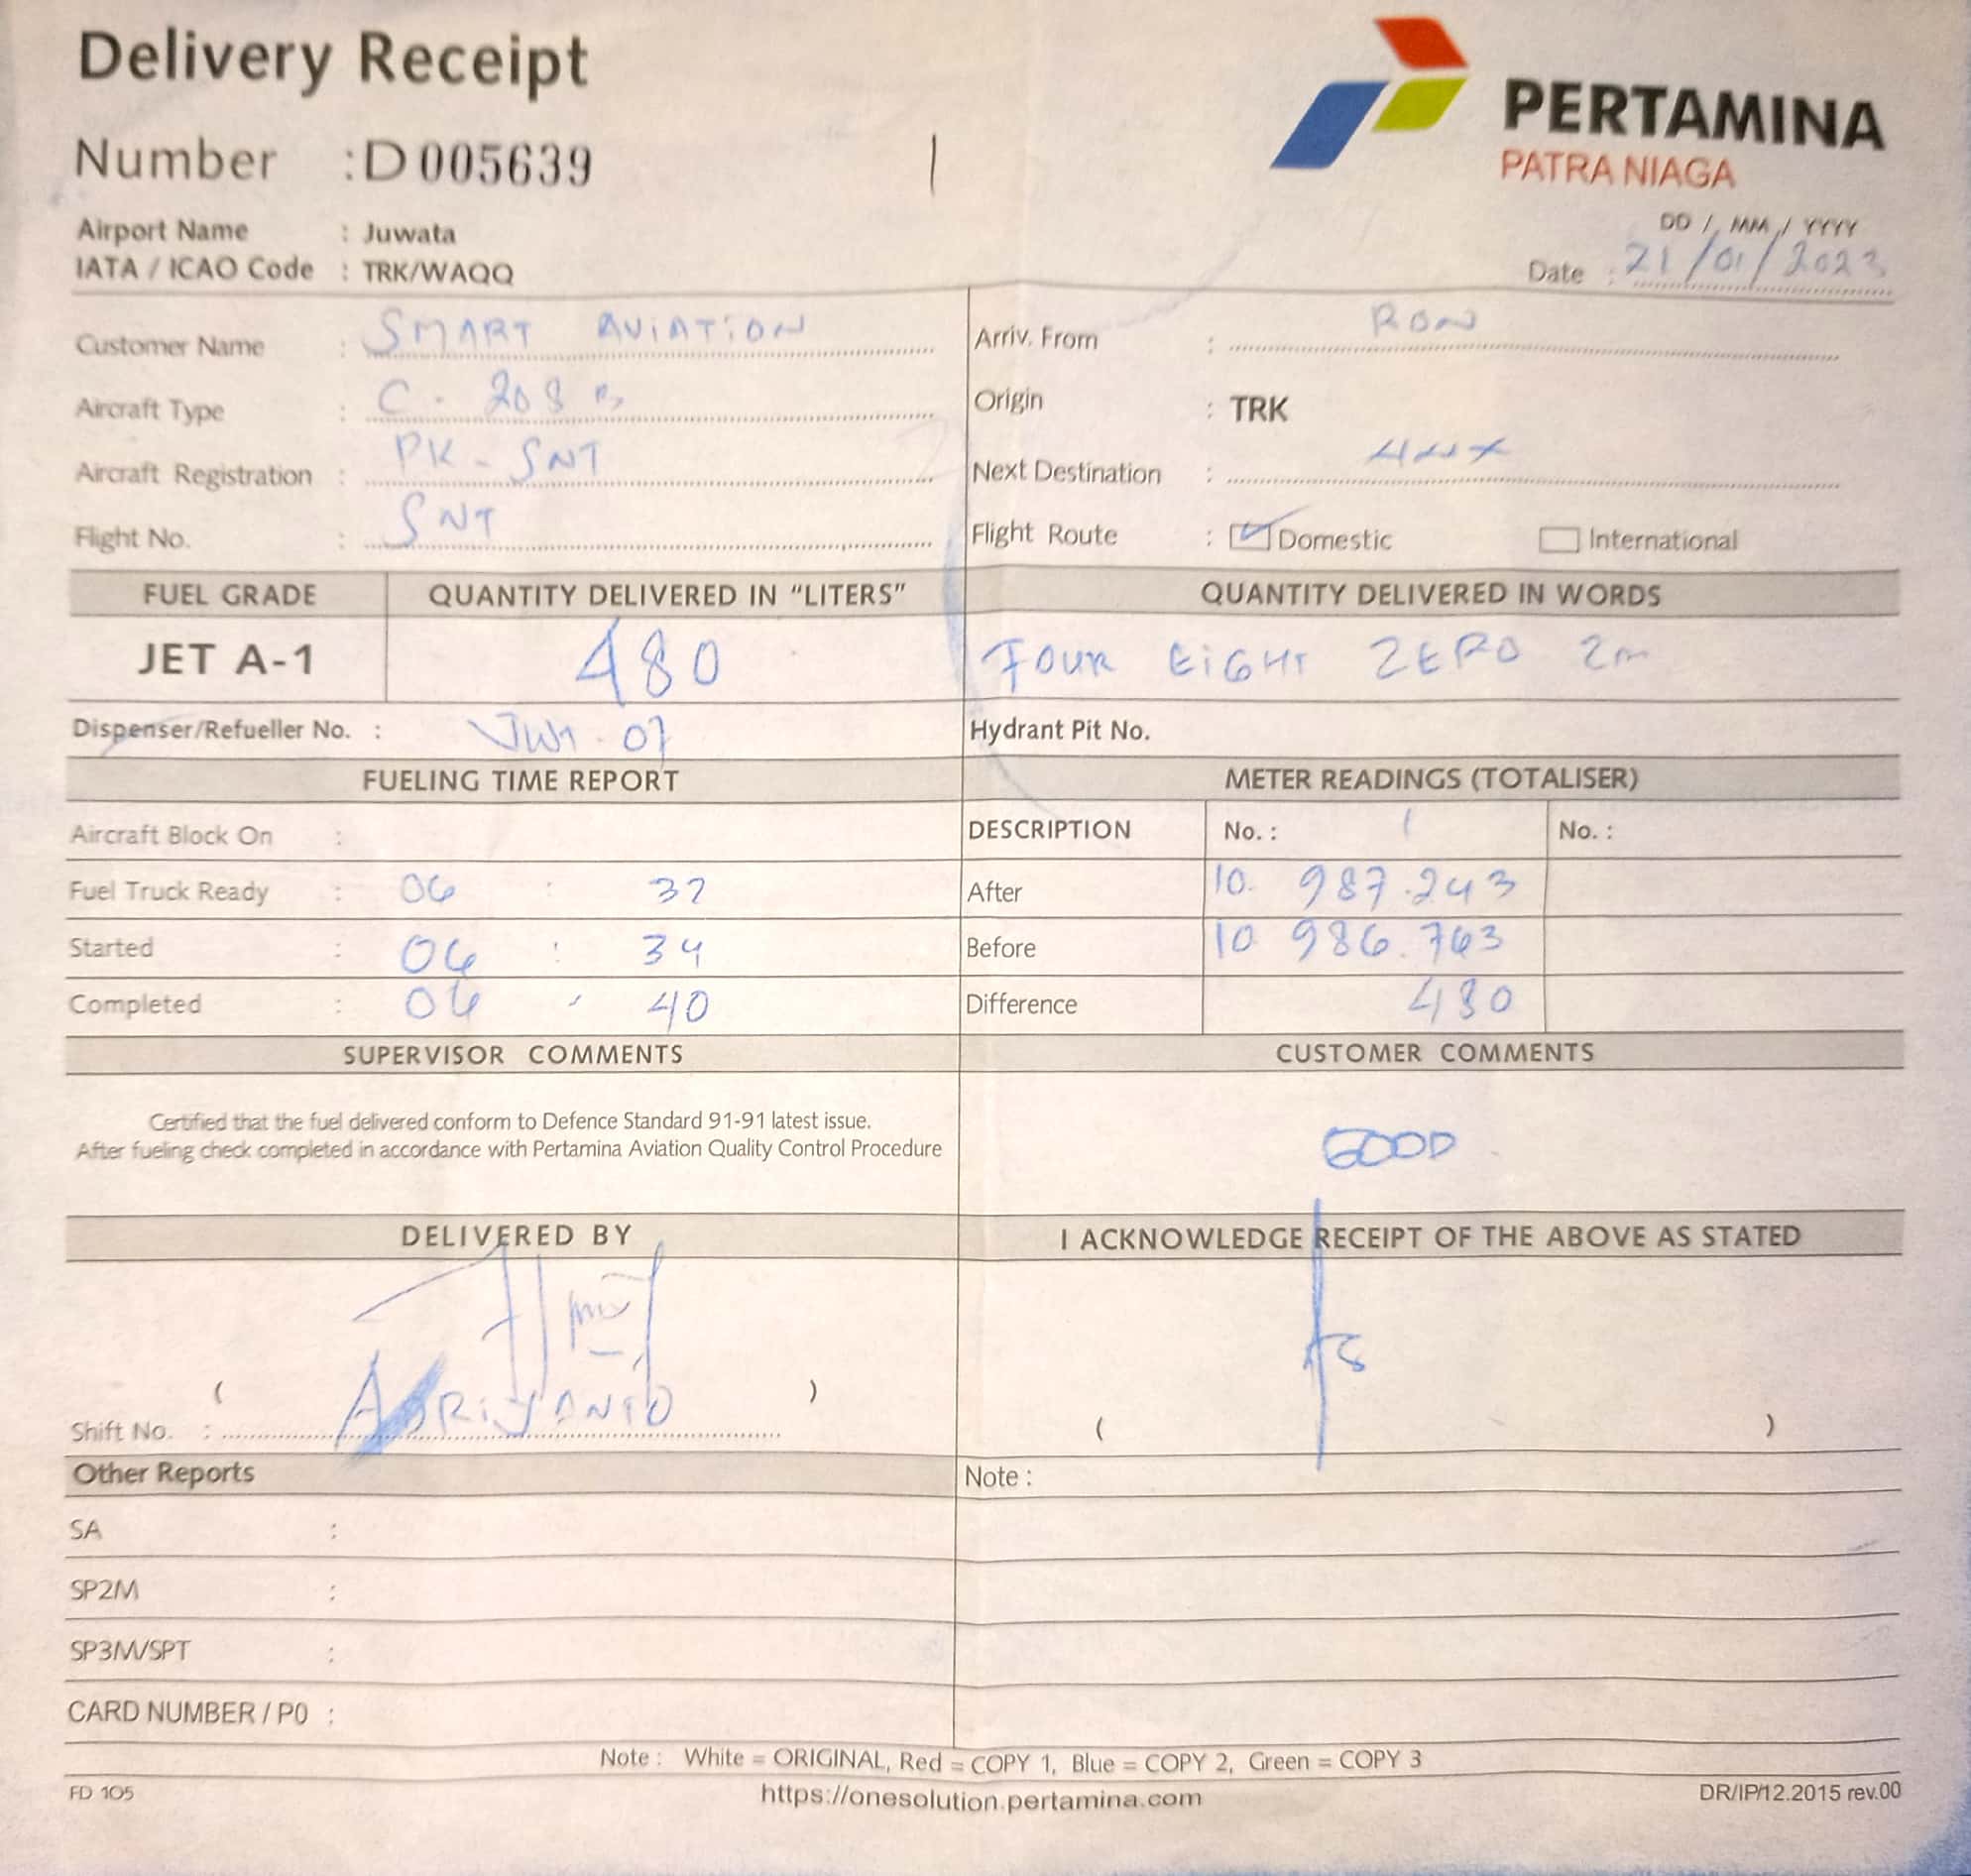 Delivery Receipt
PERTAMINA
PATRA NIAGA
Number : D 005639
Airport Name : Juwata
IATA / ICAO Code : TRK/WAQQ
DD / MM / YYYY
Date : 21/01/2023
Customer Name : SMART AVIATION
Arriv. From : RON
Aircraft Type : C - 208 B
Origin : TRK
Aircraft Registration : PK - SNT
Next Destination :
Flight No. : SNT
Flight Route : Domestic International
FUEL GRADE QUANTITY DELIVERED IN "LITERS" QUANTITY DELIVERED IN WORDS
JET A-1 480 FOUR EIGHT ZERO
Dispenser/Refueller No. : 07 Hydrant Pit No.
FUELING TIME REPORT METER READINGS (TOTALISER)
Aircraft Block On : DESCRIPTION No. : 1 No. :
Fuel Truck Ready : 06 : 32 After 10. 987.243
Started : 06 : 34 Before 10 986.763
Completed : 06 : 40 Difference 480
SUPERVISOR COMMENTS CUSTOMER COMMENTS
Certified that the fuel delivered conform to Defence Standard 91-91 latest issue.
After fueling check completed in accordance with Pertamina Aviation Quality Control Procedure
GOOD
DELIVERED BY I ACKNOWLEDGE RECEIPT OF THE ABOVE AS STATED
( )
Shift No. : ( )
Other Reports Note :
SA :
SP2M :
SP3M/SPT :
CARD NUMBER / P0 :
Note : White = ORIGINAL, Red = COPY 1, Blue = COPY 2, Green = COPY 3
FD 105 https://onesolution.pertamina.com DR/IP/12.2015 rev.00